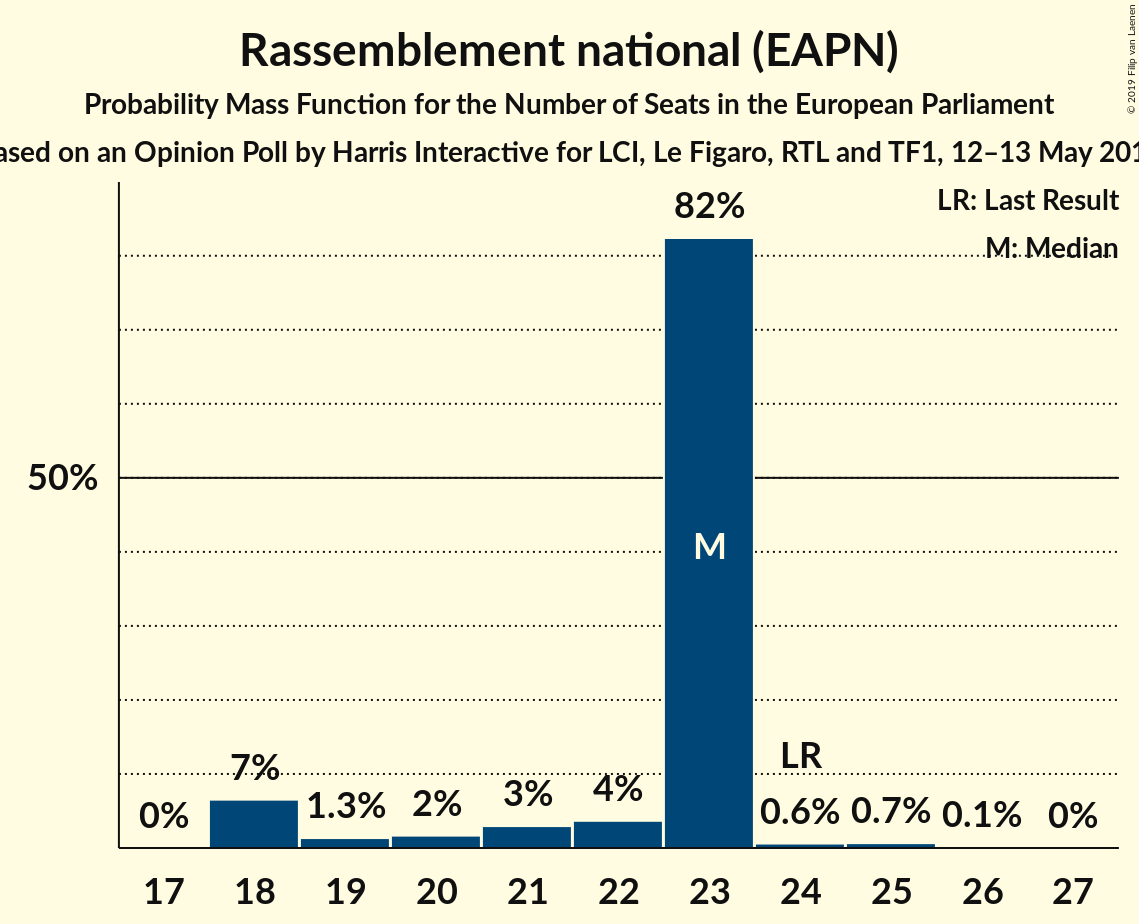 Rassemblement national (EAPN)
Probability Mass Function for the Number of Seats in the European Parliament
ased on an Opinion Poll by Harris Interactive for LCI, Le Figaro, RTL and TF1, 12–13 May 201
© 2019 Filip van Laenen
LR: Last Result
M: Median
82%
50%
M
LR
7%
0%
1.3%
2%
3%
4%
0.6%
0.7%
0.1%
0%
17 18 19 20 21 22 23 24 25 26 27